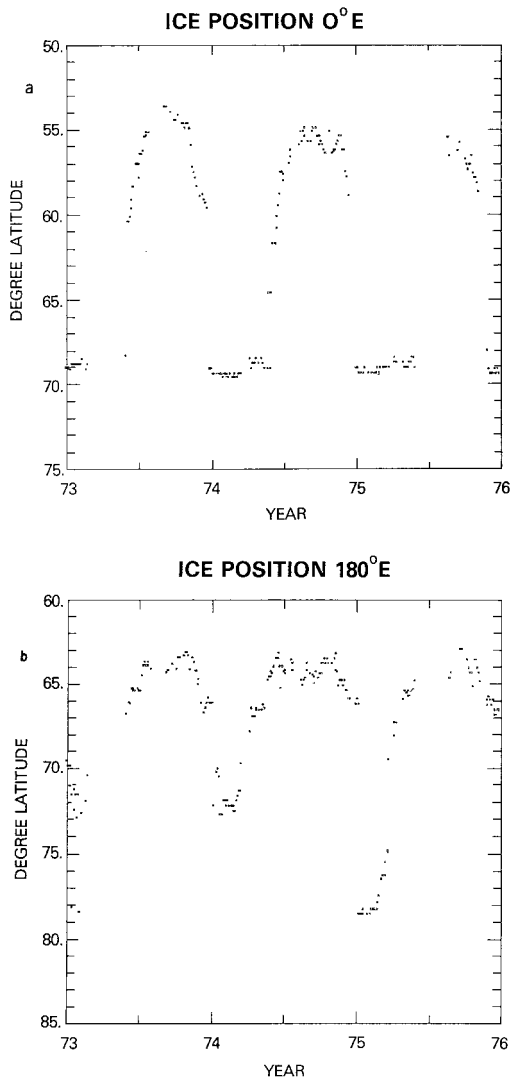 ICE POSITION 0°E
a
50.
55.
60.
65.
70.
75.
DEGREE LATITUDE
73 74 75 76
YEAR
ICE POSITION 180°E
b
60.
65.
70.
75.
80.
85.
DEGREE LATITUDE
73 74 75 76
YEAR